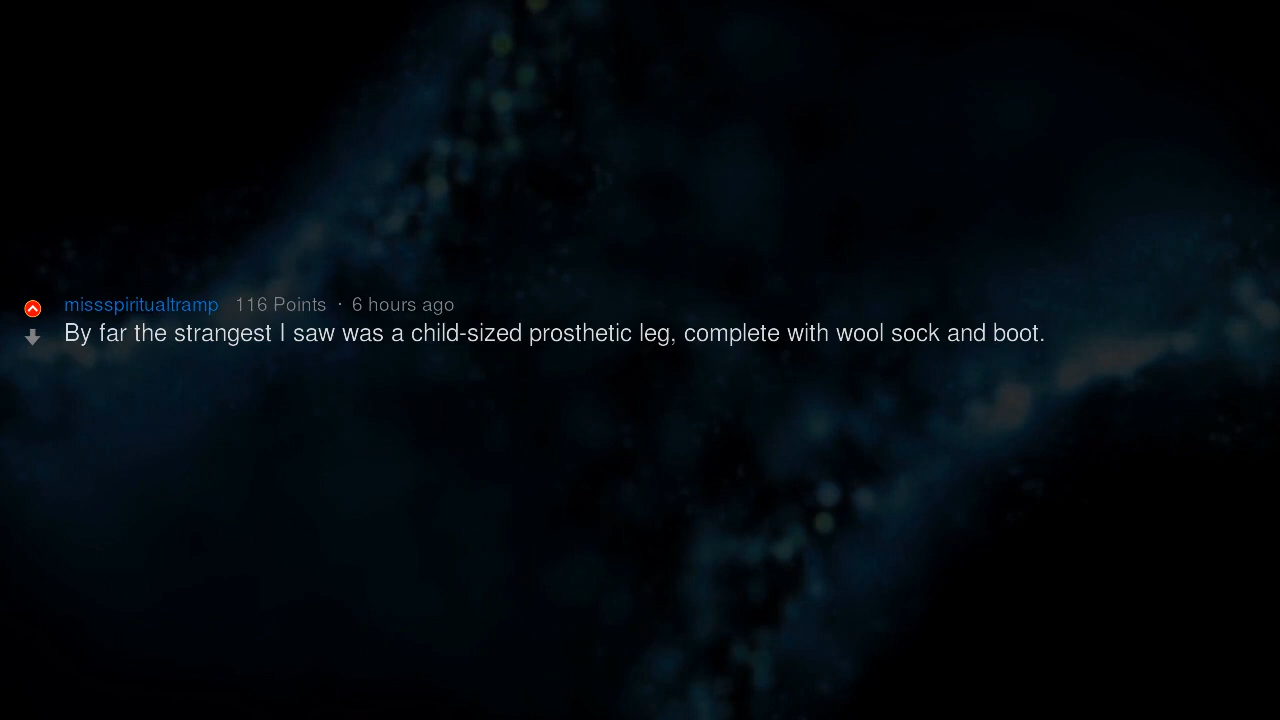 missspiritualtramp 116 Points · 6 hours ago
By far the strangest I saw was a child-sized prosthetic leg, complete with wool sock and boot.